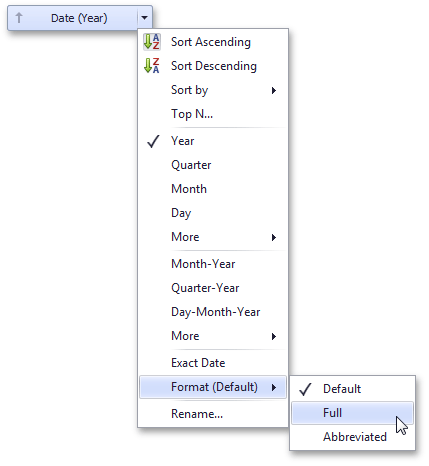 Date (Year)
Sort Ascending
Sort Descending
Sort by
Top N...
Year
Quarter
Month
Day
More
Month-Year
Quarter-Year
Day-Month-Year
More
Exact Date
Format (Default)
Rename...
Default
Full
Abbreviated